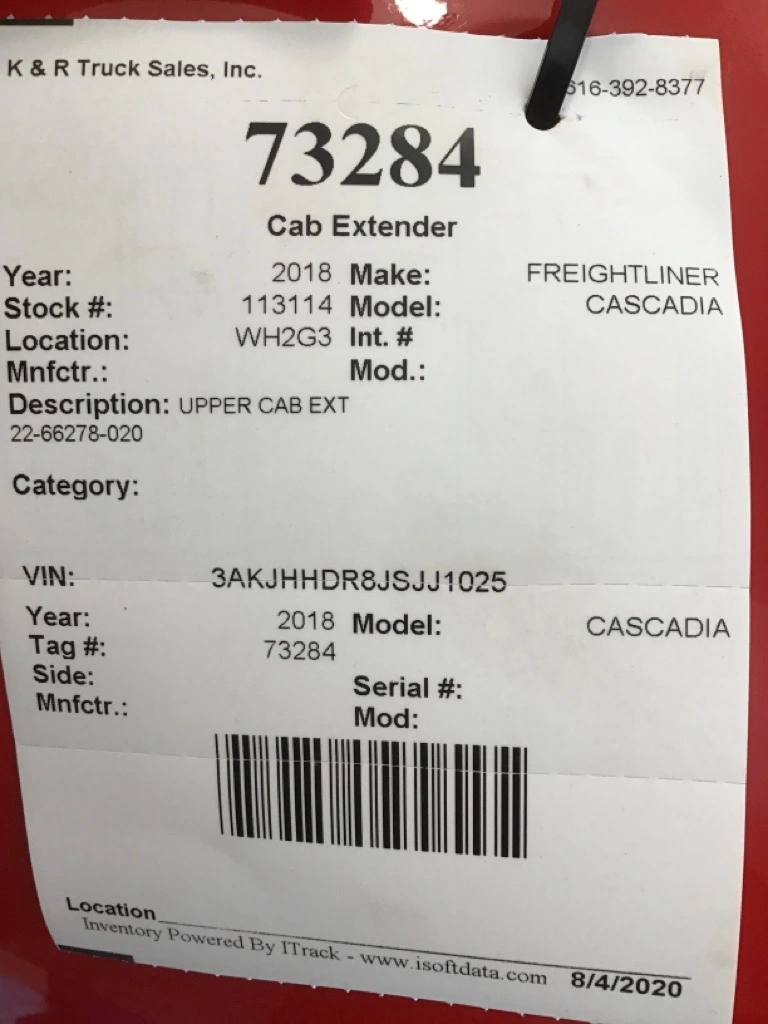 K & R Truck Sales, Inc.
616-392-8377
73284
Cab Extender
Year: 2018 Make: FREIGHTLINER
Stock #: 113114 Model: CASCADIA
Location: WH2G3 Int. #
Mnfctr.: Mod.:
Description: UPPER CAB EXT
22-66278-020
Category:
VIN: 3AKJHHDR8JSJJ1025
Year: 2018 Model: CASCADIA
Tag #: 73284
Side: Serial #:
Mnfctr.: Mod:
Location
Inventory Powered By ITrack - www.isoftdata.com 8/4/2020